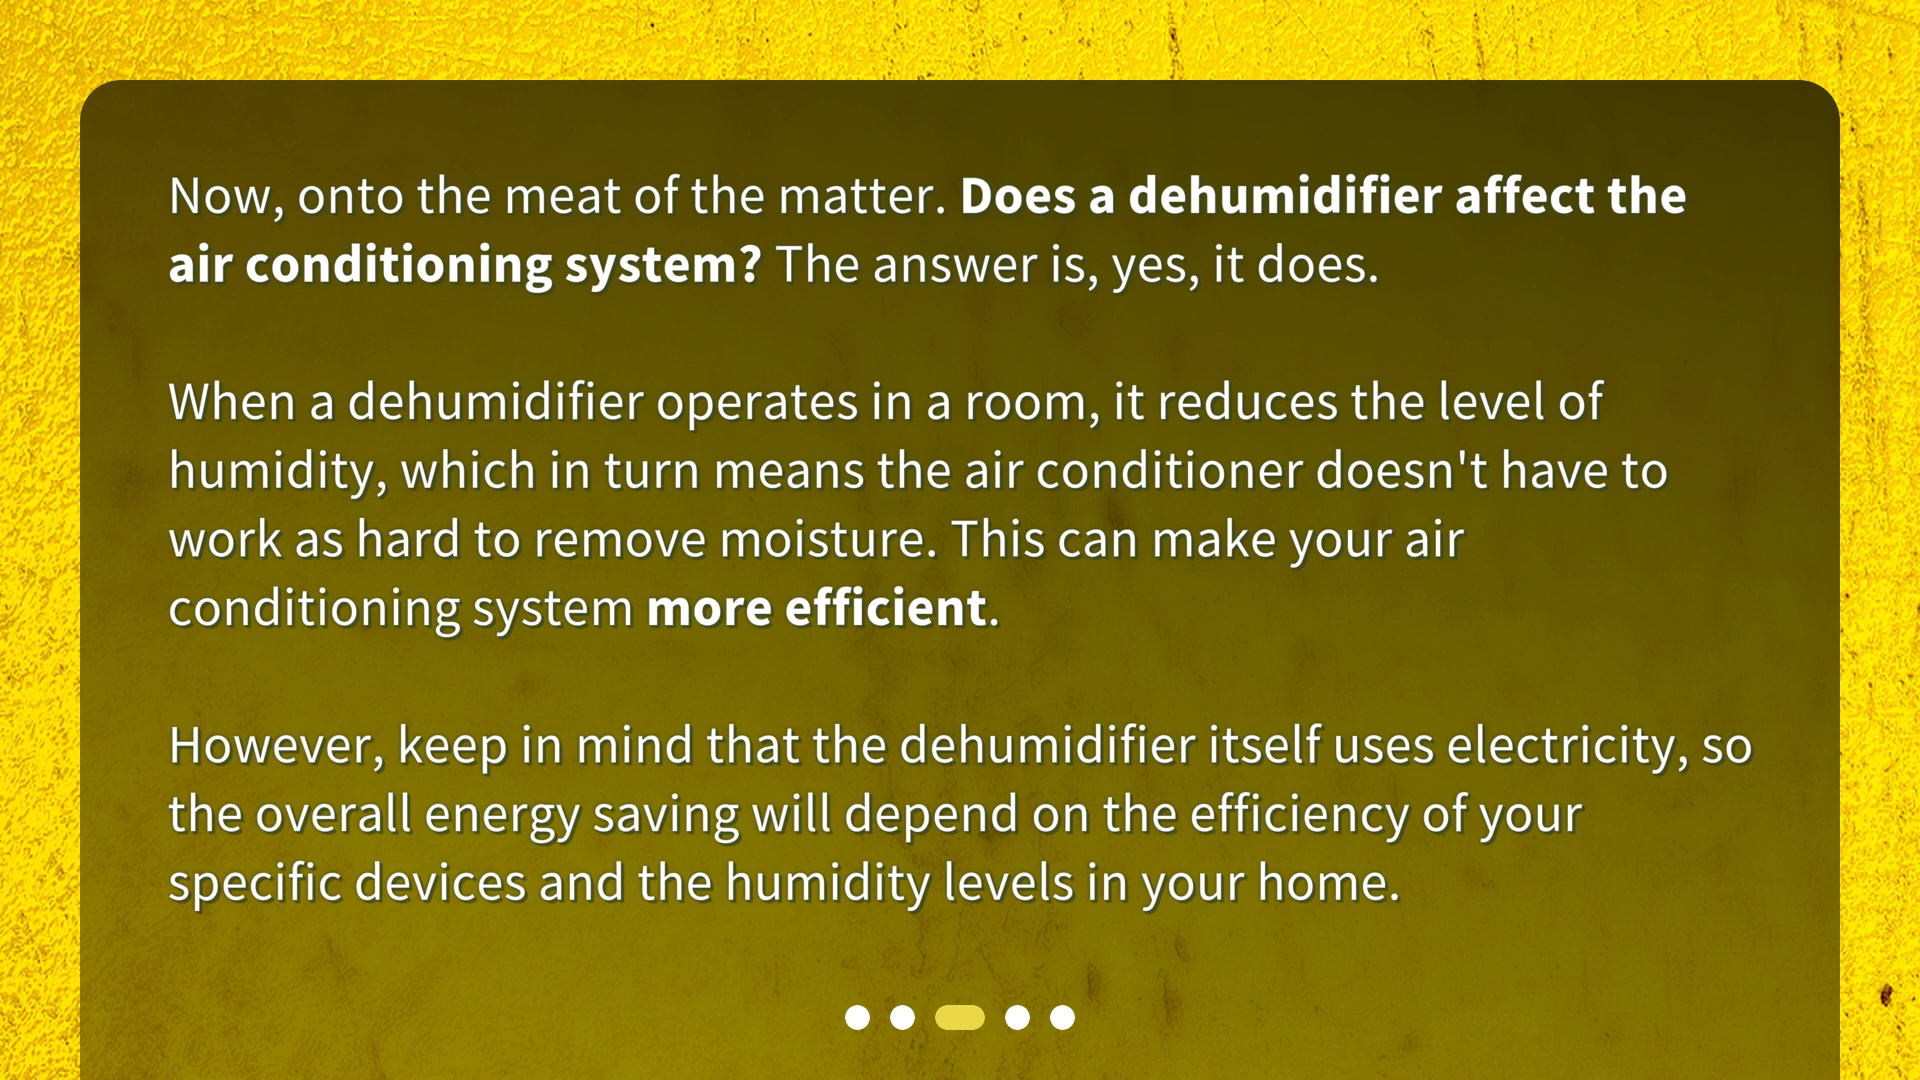 Now, onto the meat of the matter. Does a dehumidifier affect the
air conditioning system? The answer is, yes, it does.
When a dehumidifier operates in a room, it reduces the level of
humidity, which in turn means the air conditioner doesn't have to
work as hard to remove moisture. This can make your air
conditioning system more efficient.
However, keep in mind that the dehumidifier itself uses electricity, so
the overall energy saving will depend on the efficiency of your
specific devices and the humidity levels in your home.